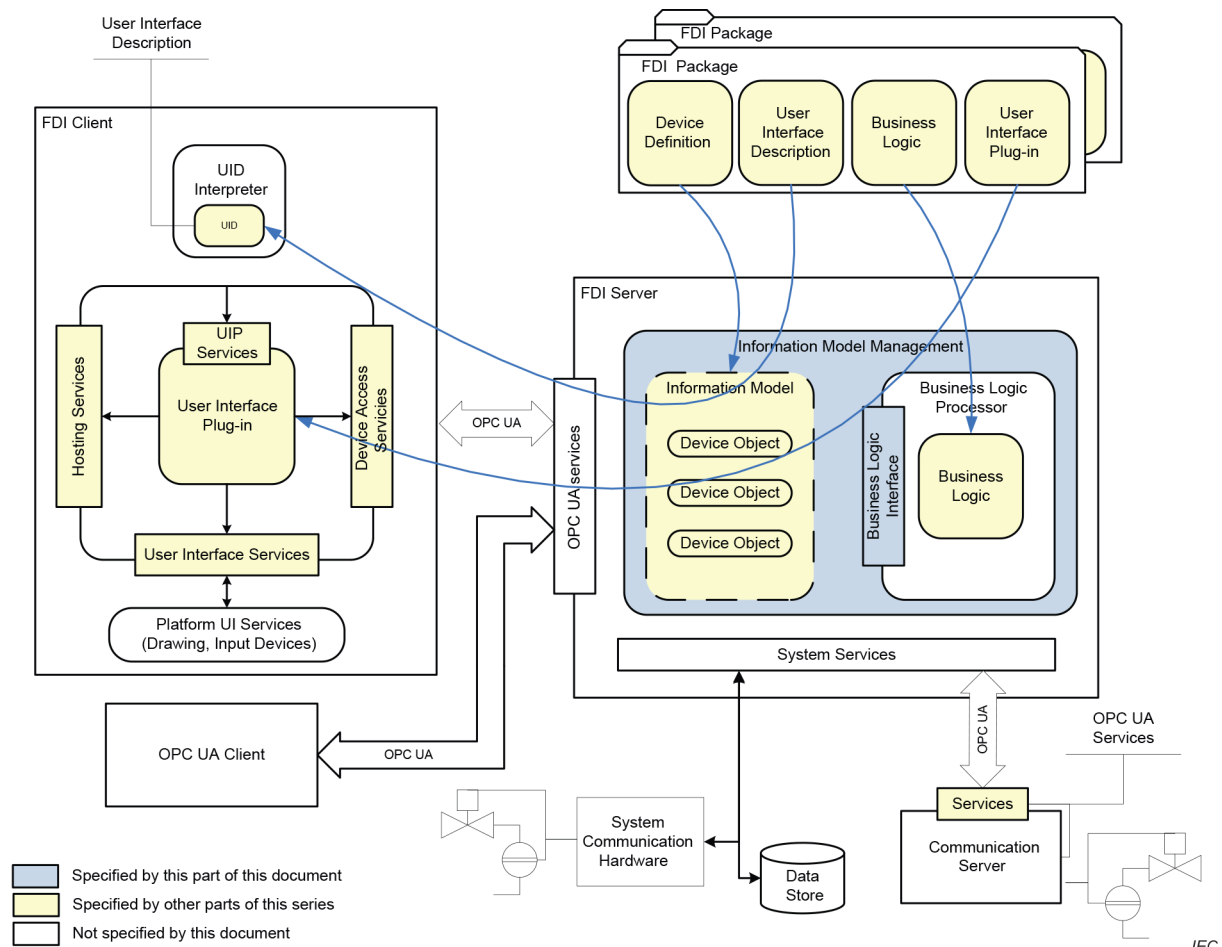 User Interface
Description
FDI Package
FDI Package
Device
Definition
User
Interface
Description
Business
Logic
User
Interface
Plug-in
FDI Client
UID
Interpreter
UID
UIP
Services
Hosting Services
User Interface
Plug-in
Device Access
Servicies
User Interface Services
Platform UI Services
(Drawing, Input Devices)
OPC UA
FDI Server
OPC UA services
Information Model Management
Information Model
Device Object
Device Object
Device Object
Business Logic
Processor
Business Logic
Interface
Business
Logic
System Services
OPC UA Client
OPC UA
OPC UA
OPC UA
Services
Services
Communication
Server
System
Communication
Hardware
Data
Store
Specified by this part of this document
Specified by other parts of this series
Not specified by this document
IEC